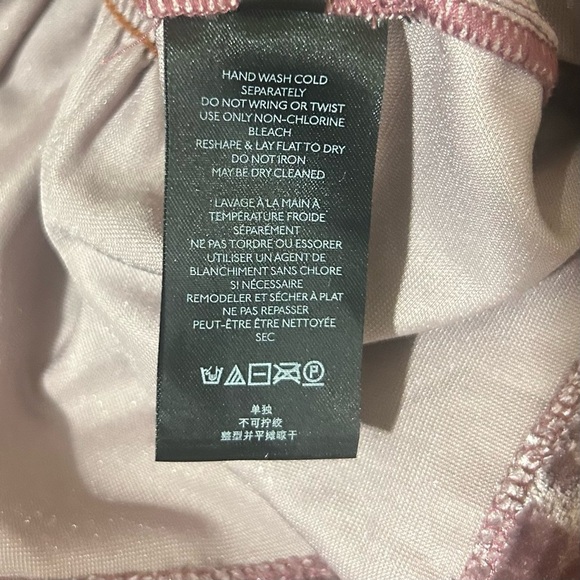 HAND WASH COLD
SEPARATELY
DO NOT WRING OR TWIST
USE ONLY NON-CHLORINE
BLEACH
RESHAPE & LAY FLAT TO DRY
DO NOT IRON
MAY BE DRY CLEANED
LAVAGE À LA MAIN À
TEMPÉRATURE FROIDE
SÉPARÉMENT
NE PAS TORDRE OU ESSORER
UTILISER UN AGENT DE
BLANCHIMENT SANS CHLORE
SI NÉCESSAIRE
REMODELER ET SÉCHER À PLAT
NE PAS REPASSER
PEUT-ÊTRE ÊTRE NETTOYÉE
SEC
P
单独
不可拧绞
整型并平摊晾干